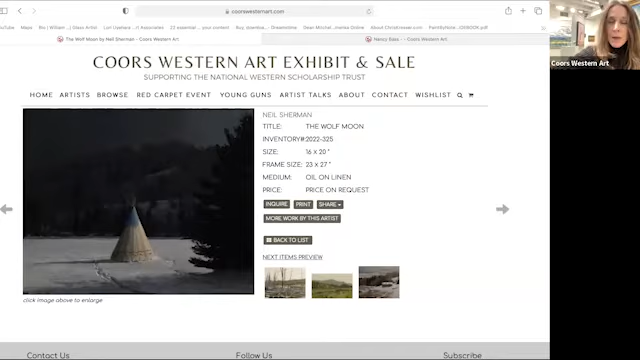 coorswesternart.com
YouTube Maps
The Wolf Moon by Neil Sherman - Coors Western Art
Nancy Bass - - Coors Western Art
COORS WESTERN ART EXHIBIT & SALE
SUPPORTING THE NATIONAL WESTERN SCHOLARSHIP TRUST
HOME ARTISTS BROWSE RED CARPET EVENT YOUNG GUNS ARTIST TALKS ABOUT CONTACT WISHLIST
NEIL SHERMAN
TITLE: THE WOLF MOON
INVENTORY#:2022-325
SIZE: 16 X 20 "
FRAME SIZE: 23 X 27 "
MEDIUM: OIL ON LINEN
PRICE: PRICE ON REQUEST
INQUIRE PRINT SHARE
MORE WORK BY THIS ARTIST
BACK TO LIST
NEXT ITEMS PREVIEW
click image above to enlarge
Contact Us Follow Us Subscribe
Coors Western Art